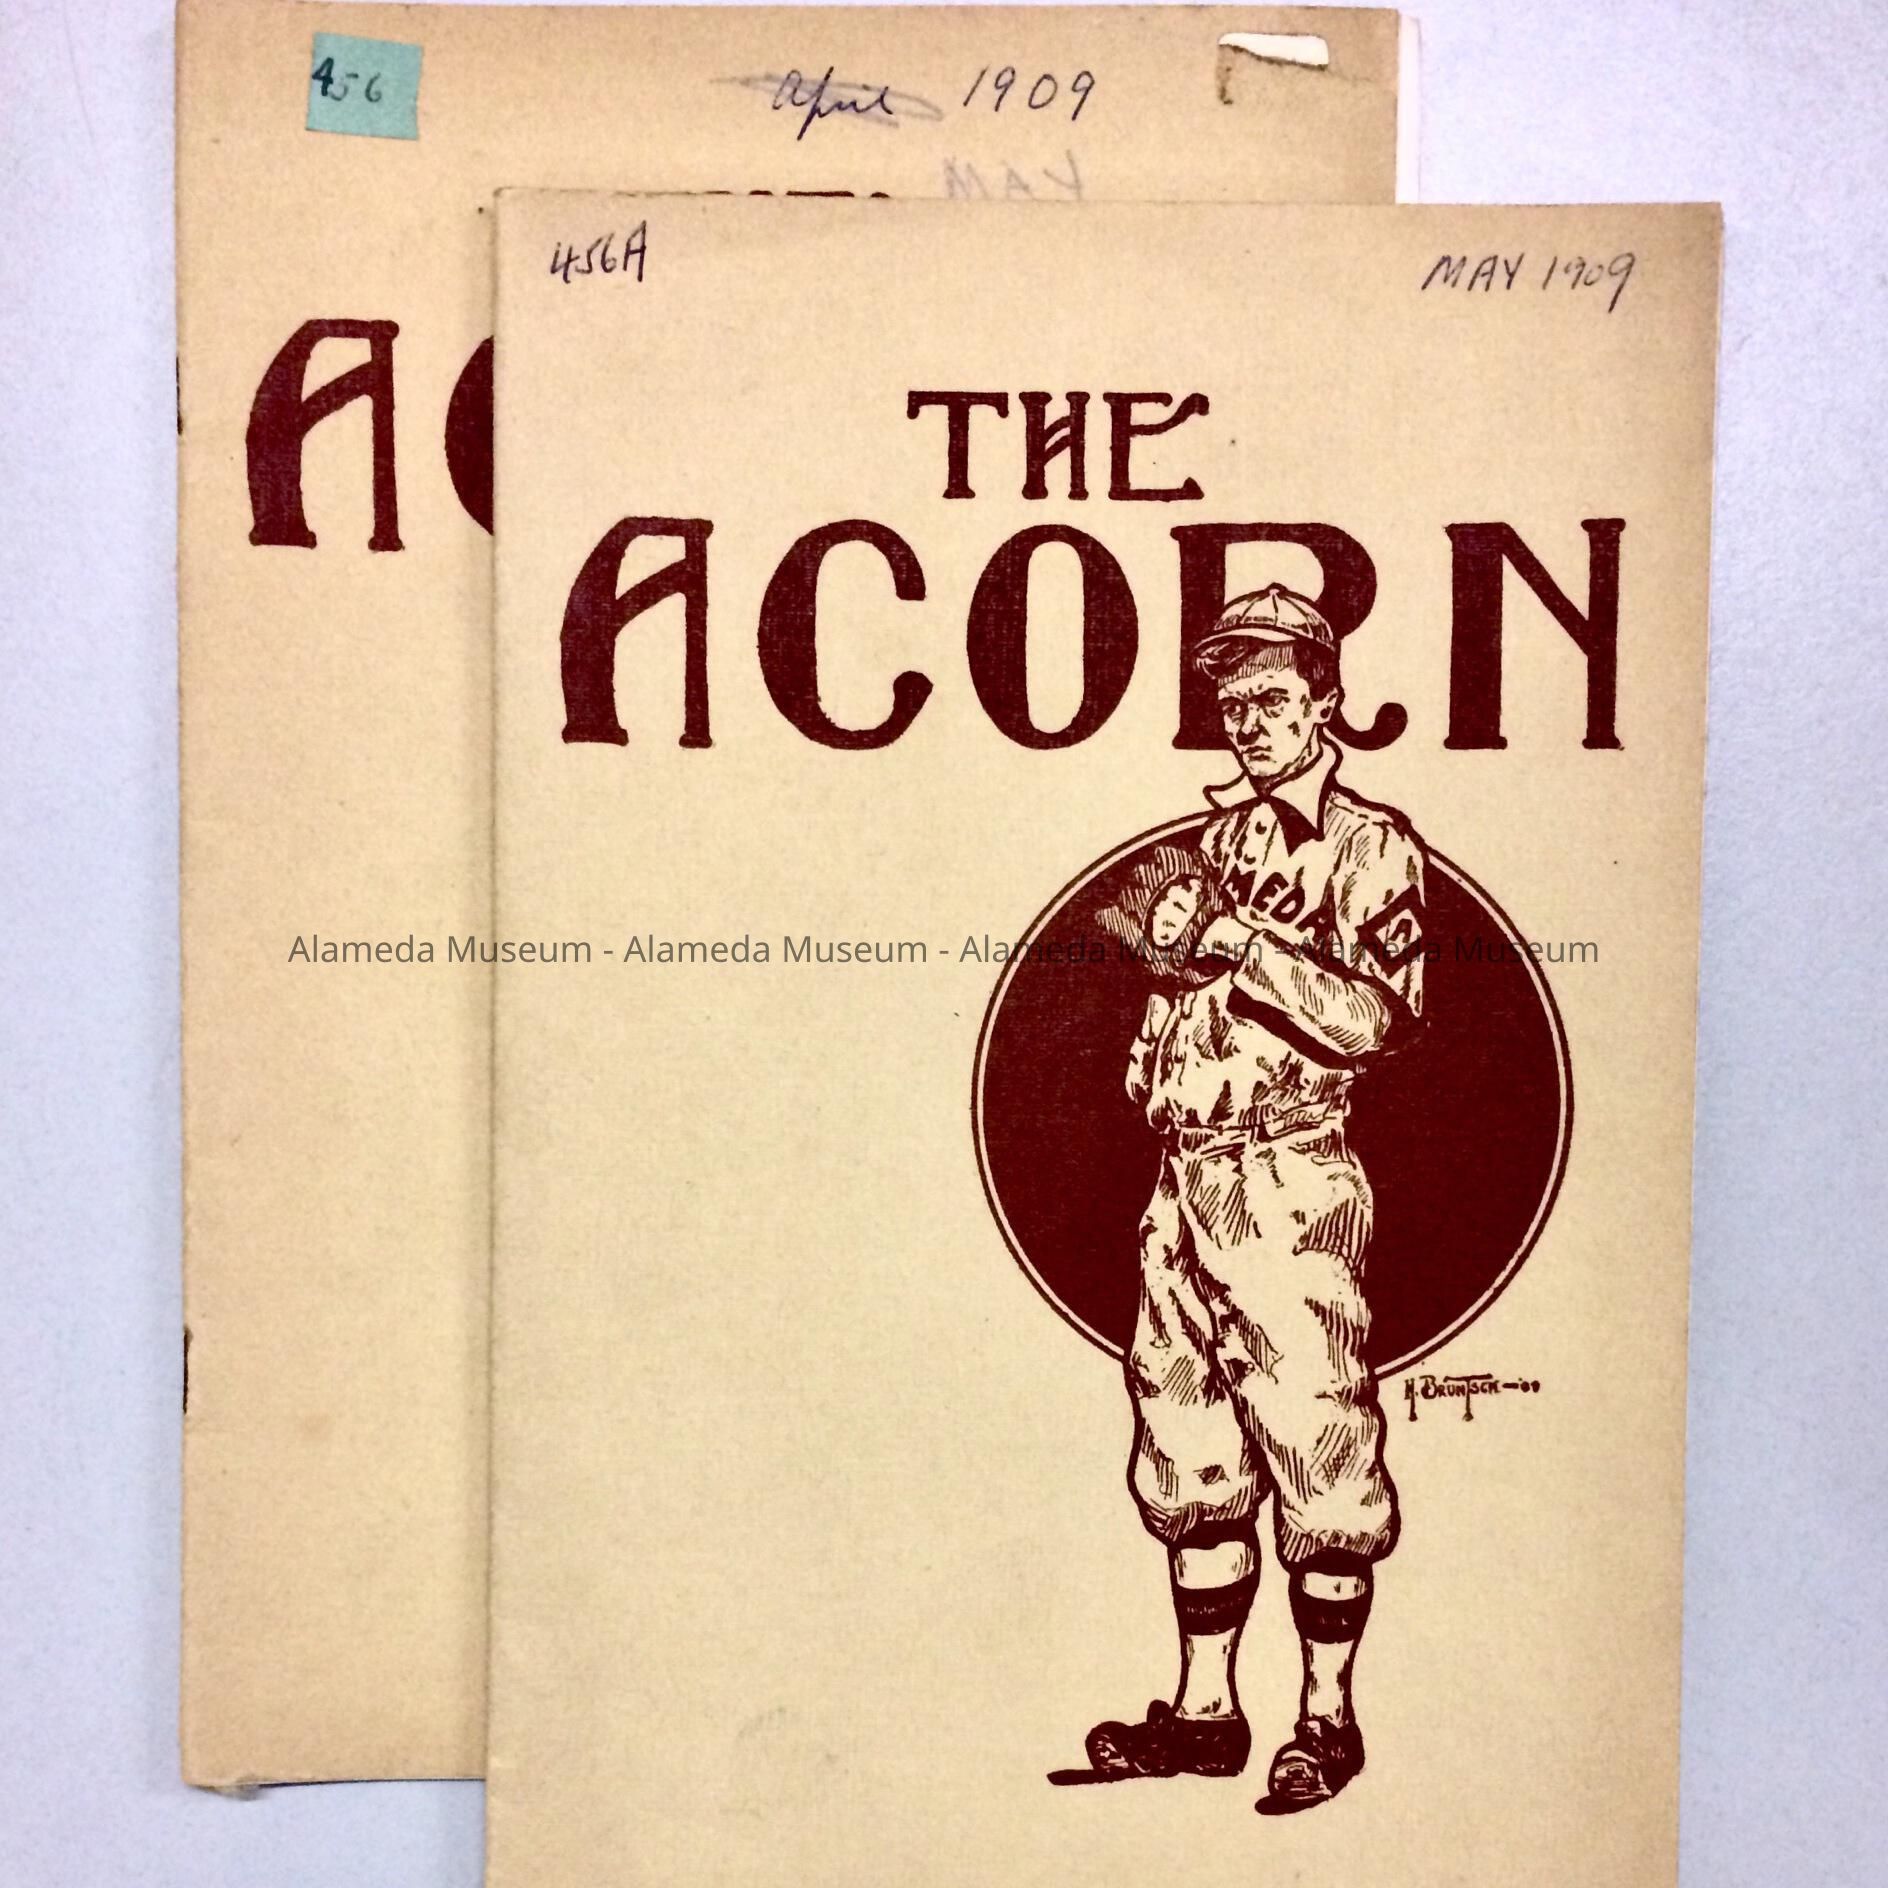 456
April 1909
MAY
AC
456A
MAY 1909
THE
ACORN
MEDA
A
H. BRUNTSCH—'09
Alameda Museum - Alameda Museum - Alameda Museum - Alameda Museum